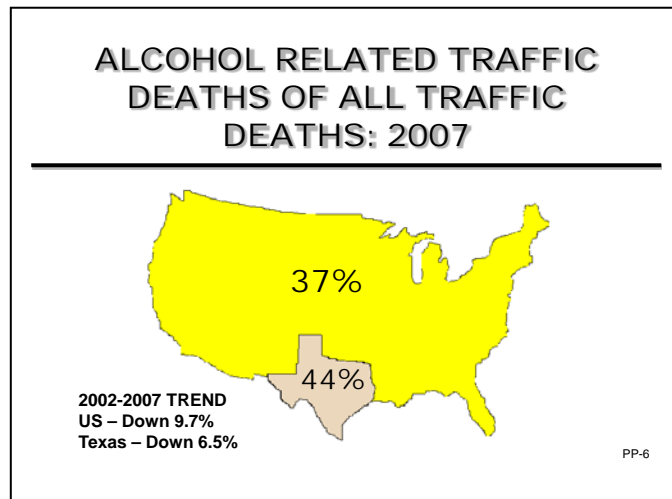 ALCOHOL RELATED TRAFFIC
DEATHS OF ALL TRAFFIC
DEATHS: 2007
37%
44%
2002-2007 TREND
US – Down 9.7%
Texas – Down 6.5%
PP-6